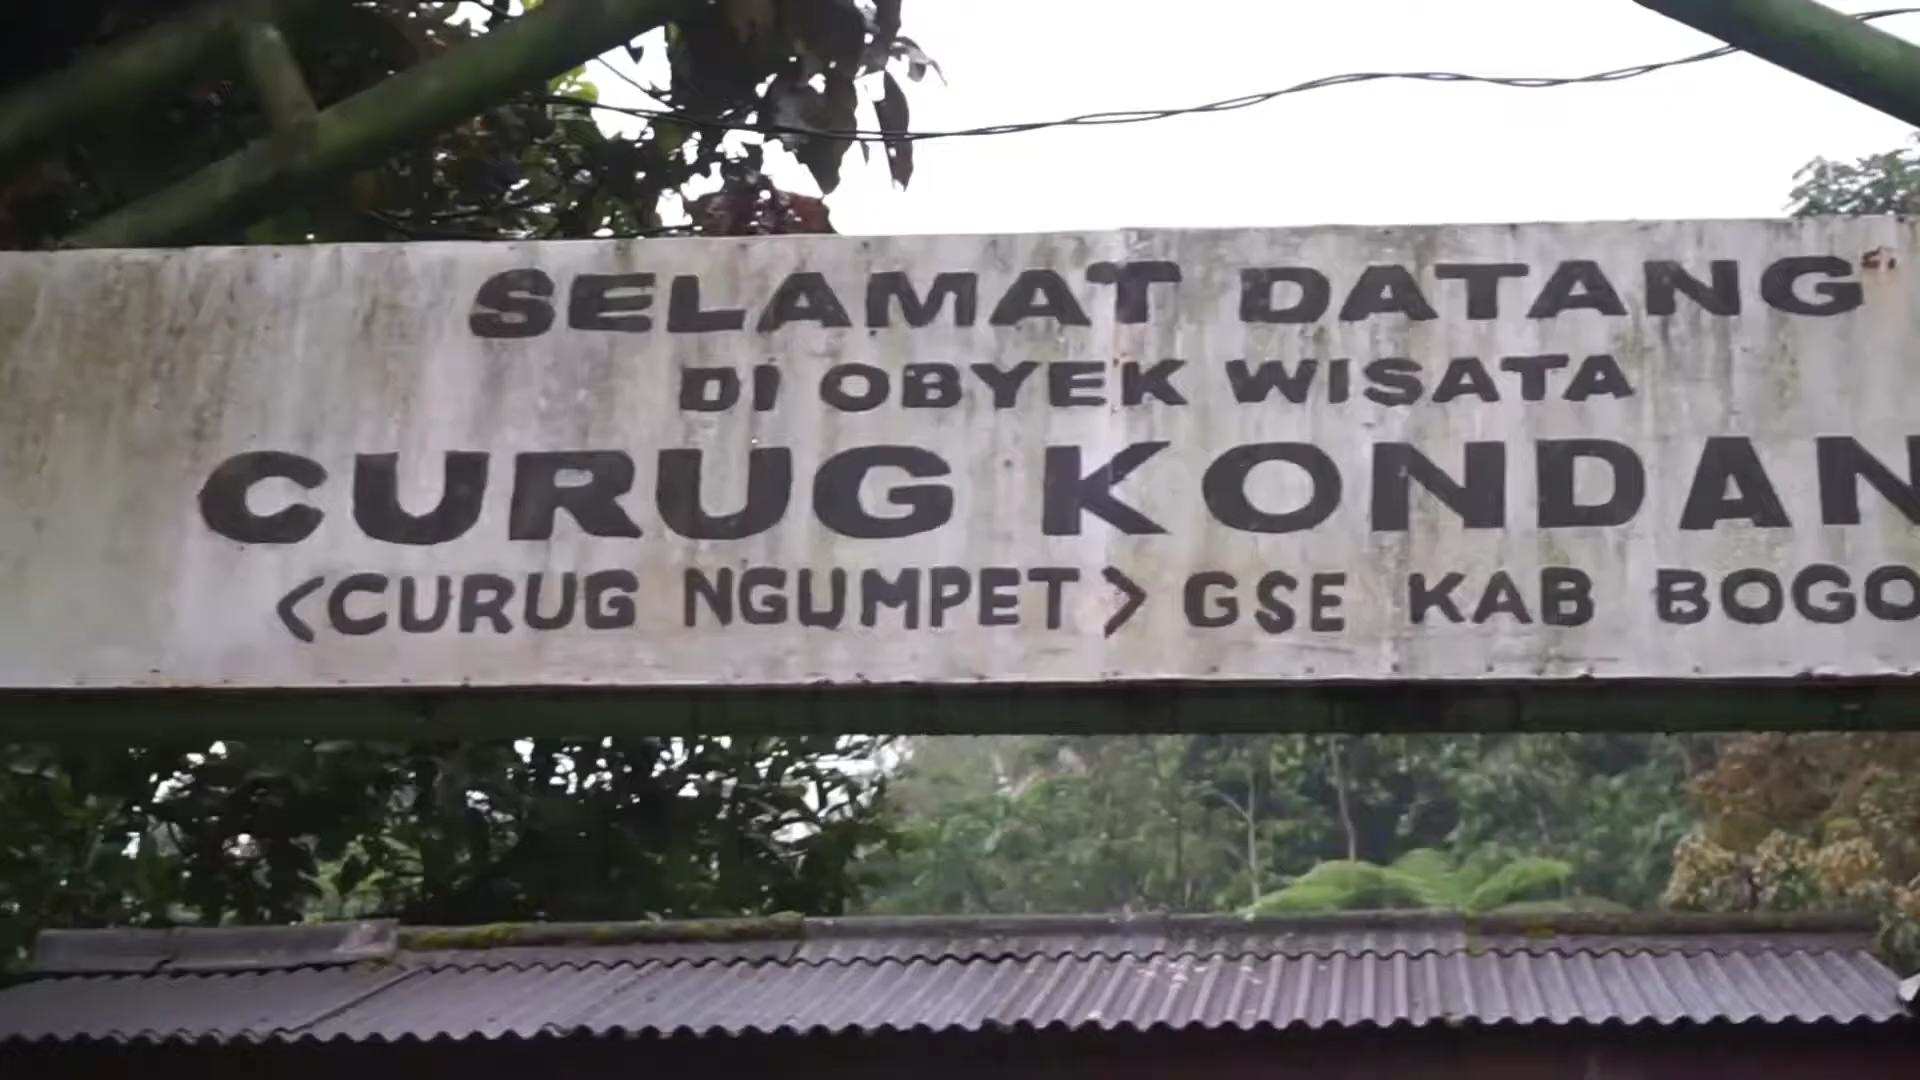 SELAMAT DATANG
DI OBYEK WISATA
CURUG KONDAN
<CURUG NGUMPET> GSE KAB BOGO